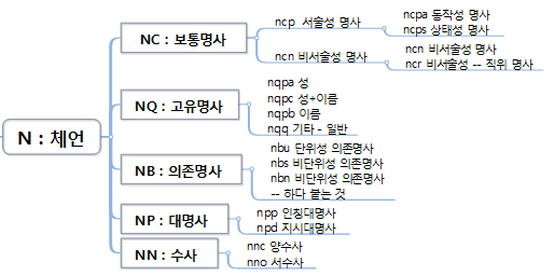 N : 체언
NC : 보통명사
ncp 서술성 명사
ncpa 동작성 명사
ncps 상태성 명사
ncn 비서술성 명사
ncn 비서술성 명사
ncr 비서술성 -- 직위 명사
NQ : 고유명사
nqpa 성
nqpc 성+이름
nqpb 이름
nqq 기타 - 일반
NB : 의존명사
nbu 단위성 의존명사
nbs 비단위성 의존명사
nbn 비단위성 의존명사
-- 하다 붙는 것
NP : 대명사
npp 인칭대명사
npd 지시대명사
NN : 수사
nnc 양수사
nno 서수사